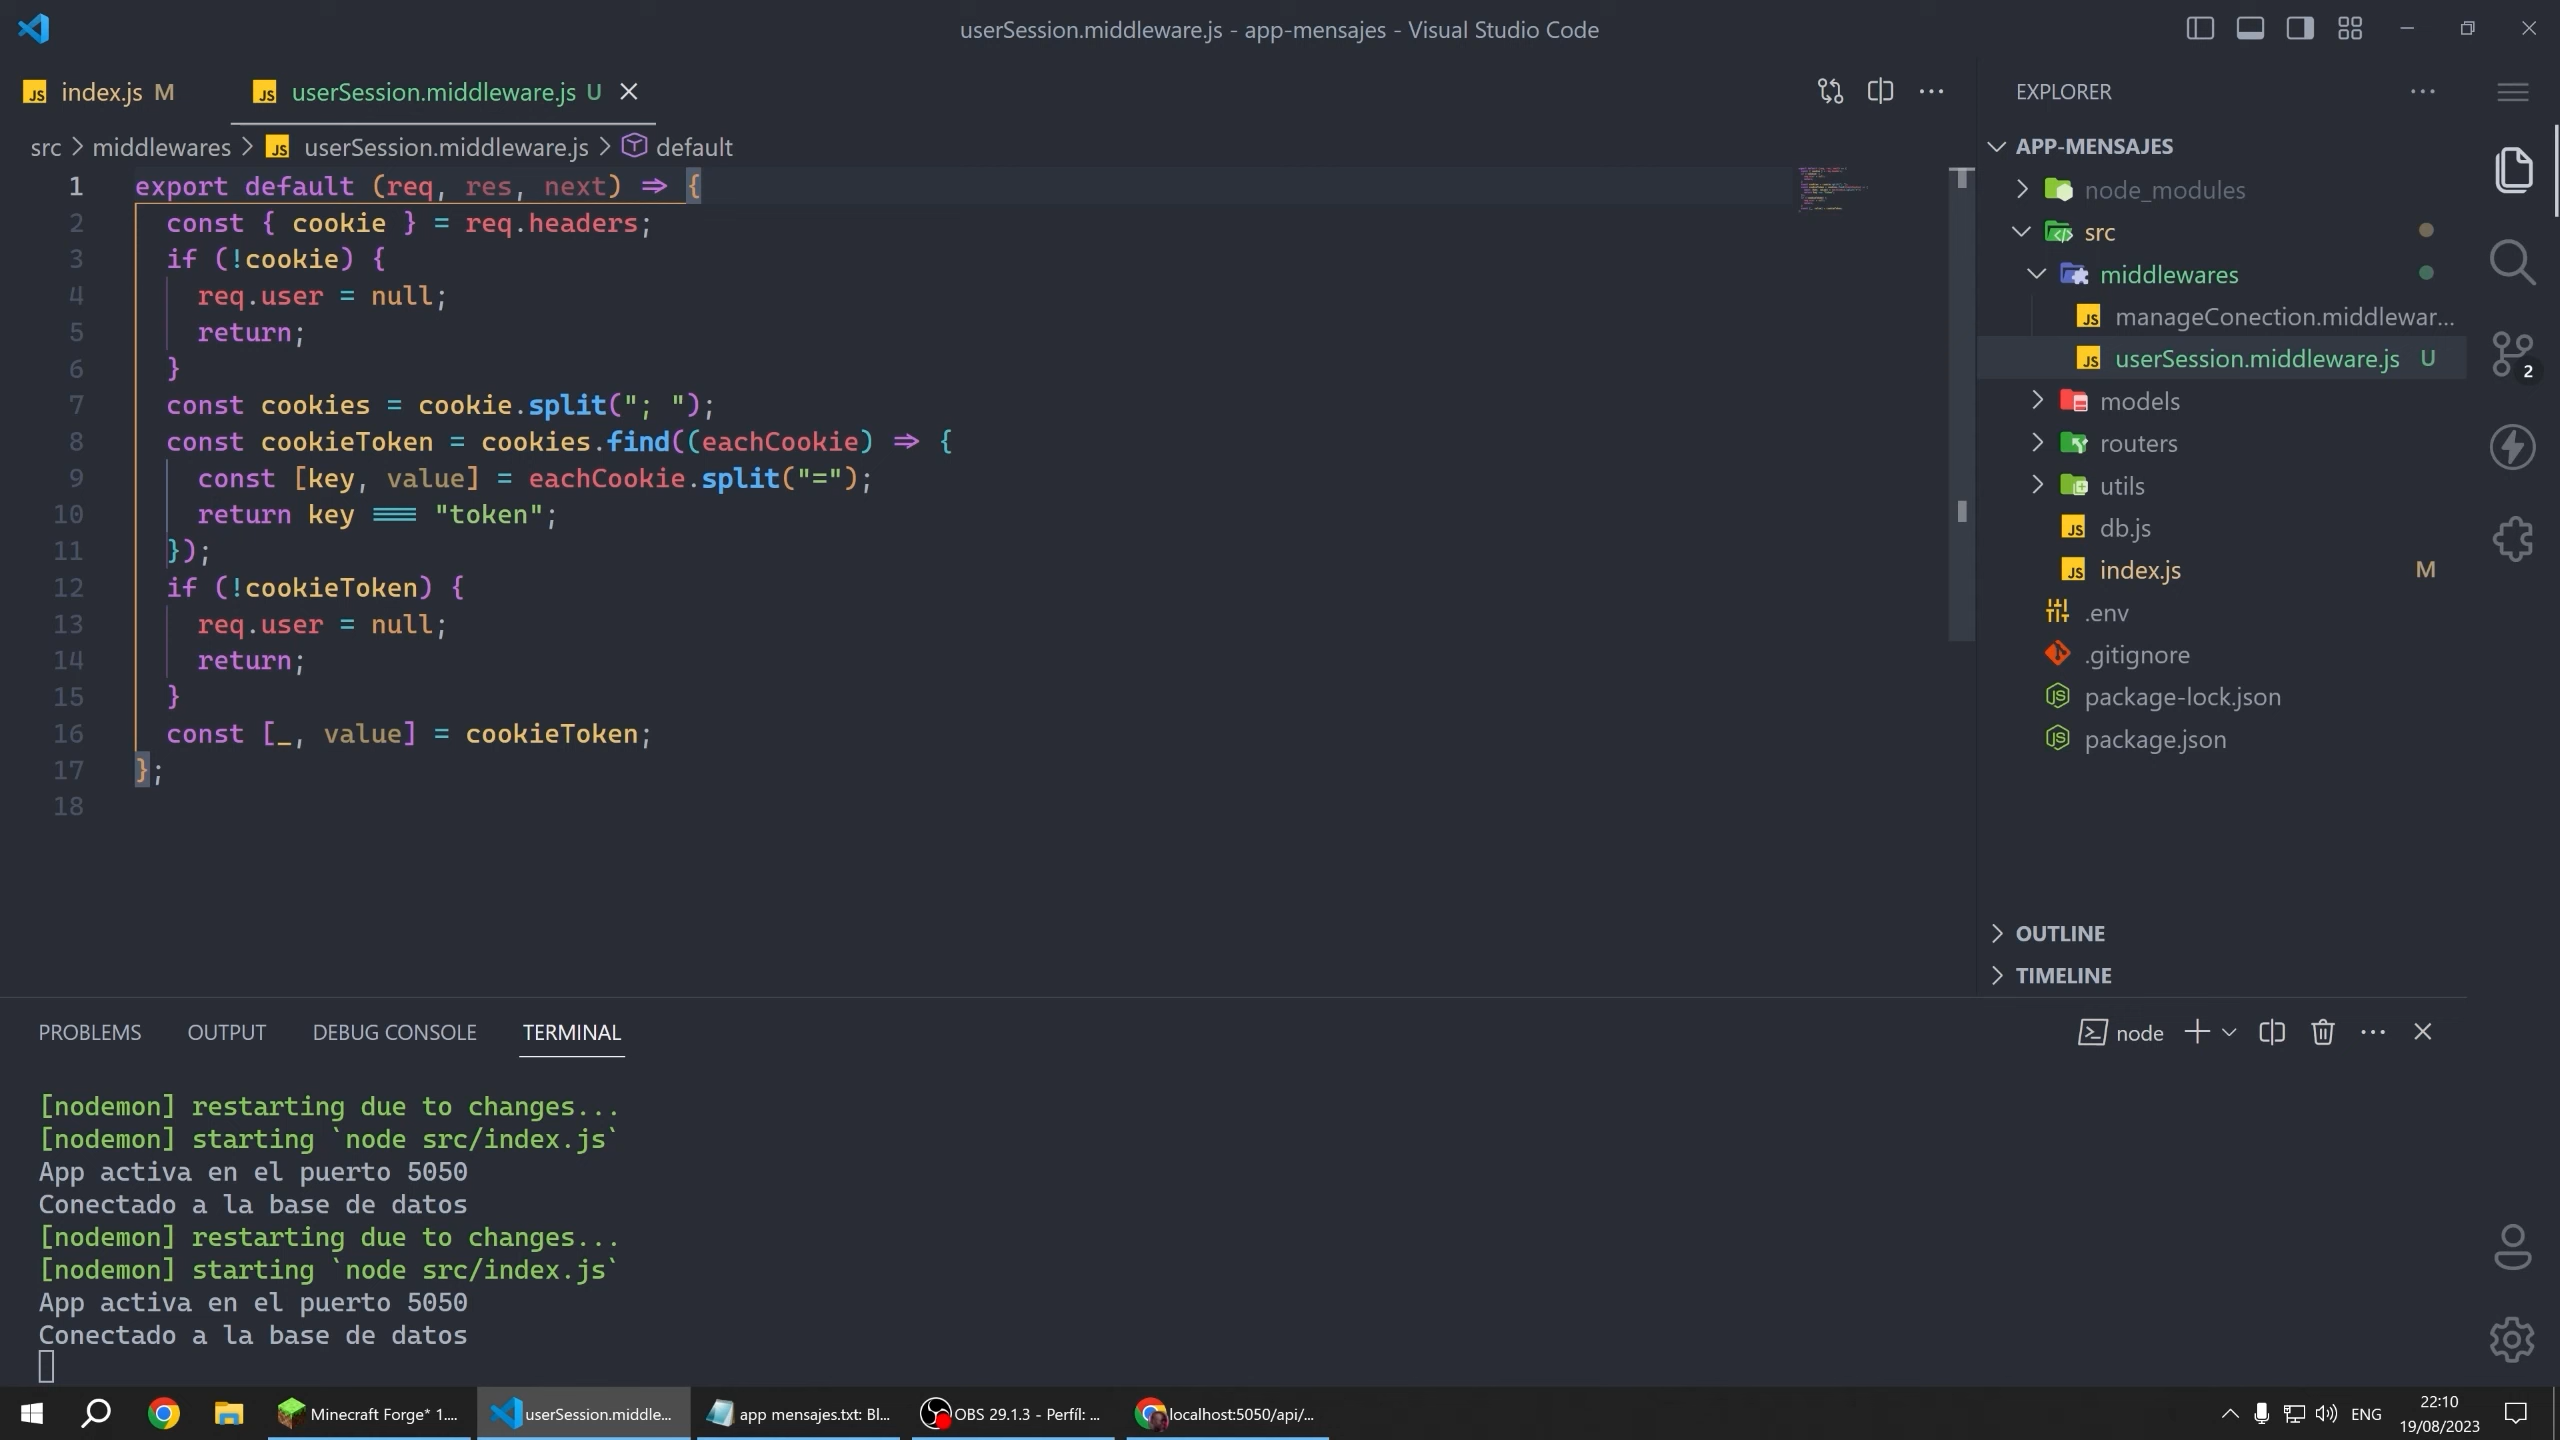 userSession.middleware.js - app-mensajes - Visual Studio Code
index.js M
userSession.middleware.js U
src > middlewares > userSession.middleware.js > default
1 export default (req, res, next) => {
2 const { cookie } = req.headers;
3 if (!cookie) {
4 req.user = null;
5 return;
6 }
7 const cookies = cookie.split("; ");
8 const cookieToken = cookies.find((eachCookie) => {
9 const [key, value] = eachCookie.split("=");
10 return key === "token";
11 });
12 if (!cookieToken) {
13 req.user = null;
14 return;
15 }
16 const [_, value] = cookieToken;
17 };
18
EXPLORER
APP-MENSAJES
node_modules
src
middlewares
manageConection.middlewar...
userSession.middleware.js U
models
routers
utils
db.js
index.js M
.env
.gitignore
package-lock.json
package.json
OUTLINE
TIMELINE
2
PROBLEMS OUTPUT DEBUG CONSOLE TERMINAL
node
[nodemon] restarting due to changes...
[nodemon] starting `node src/index.js`
App activa en el puerto 5050
Conectado a la base de datos
[nodemon] restarting due to changes...
[nodemon] starting `node src/index.js`
App activa en el puerto 5050
Conectado a la base de datos
Minecraft Forge* 1....
userSession.middle...
app mensajes.txt: Bl...
OBS 29.1.3 - Perfil: ...
localhost:5050/api/...
ENG
22:10
19/08/2023